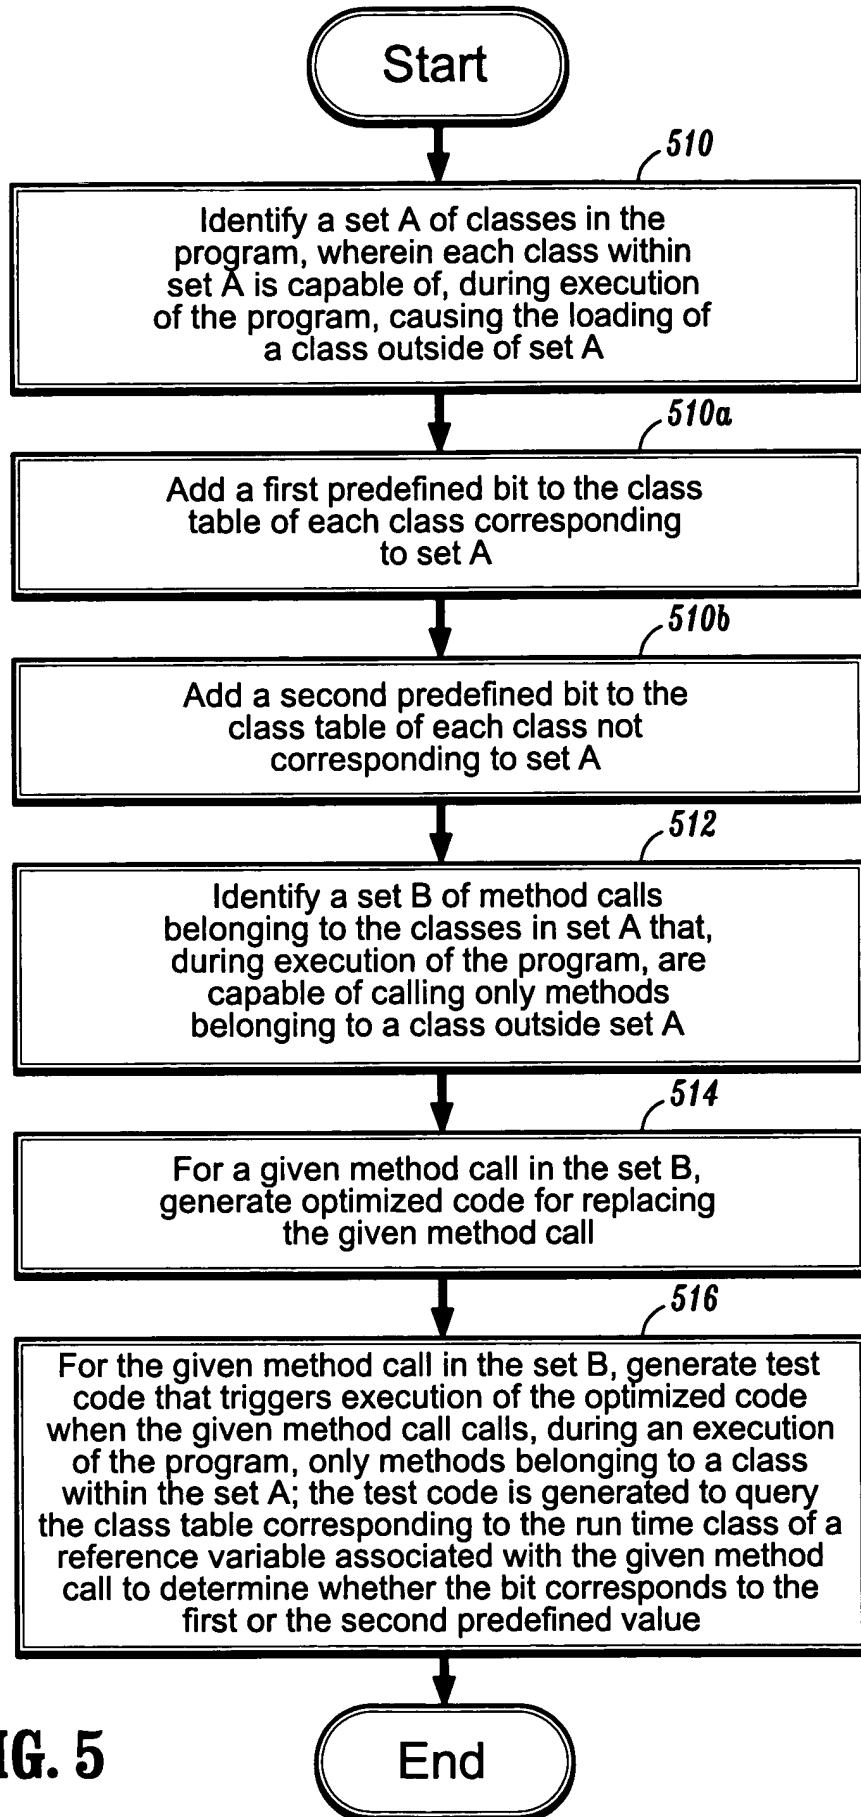 Start
510
Identify a set A of classes in the
program, wherein each class within
set A is capable of, during execution
of the program, causing the loading of
a class outside of set A
510a
Add a first predefined bit to the class
table of each class corresponding
to set A
510b
Add a second predefined bit to the
class table of each class not
corresponding to set A
512
Identify a set B of method calls
belonging to the classes in set A that,
during execution of the program, are
capable of calling only methods
belonging to a class outside set A
514
For a given method call in the set B,
generate optimized code for replacing
the given method call
516
For the given method call in the set B, generate test
code that triggers execution of the optimized code
when the given method call calls, during an execution
of the program, only methods belonging to a class
within the set A; the test code is generated to query
the class table corresponding to the run time class of a
reference variable associated with the given method
call to determine whether the bit corresponds to the
first or the second predefined value
End
IG. 5